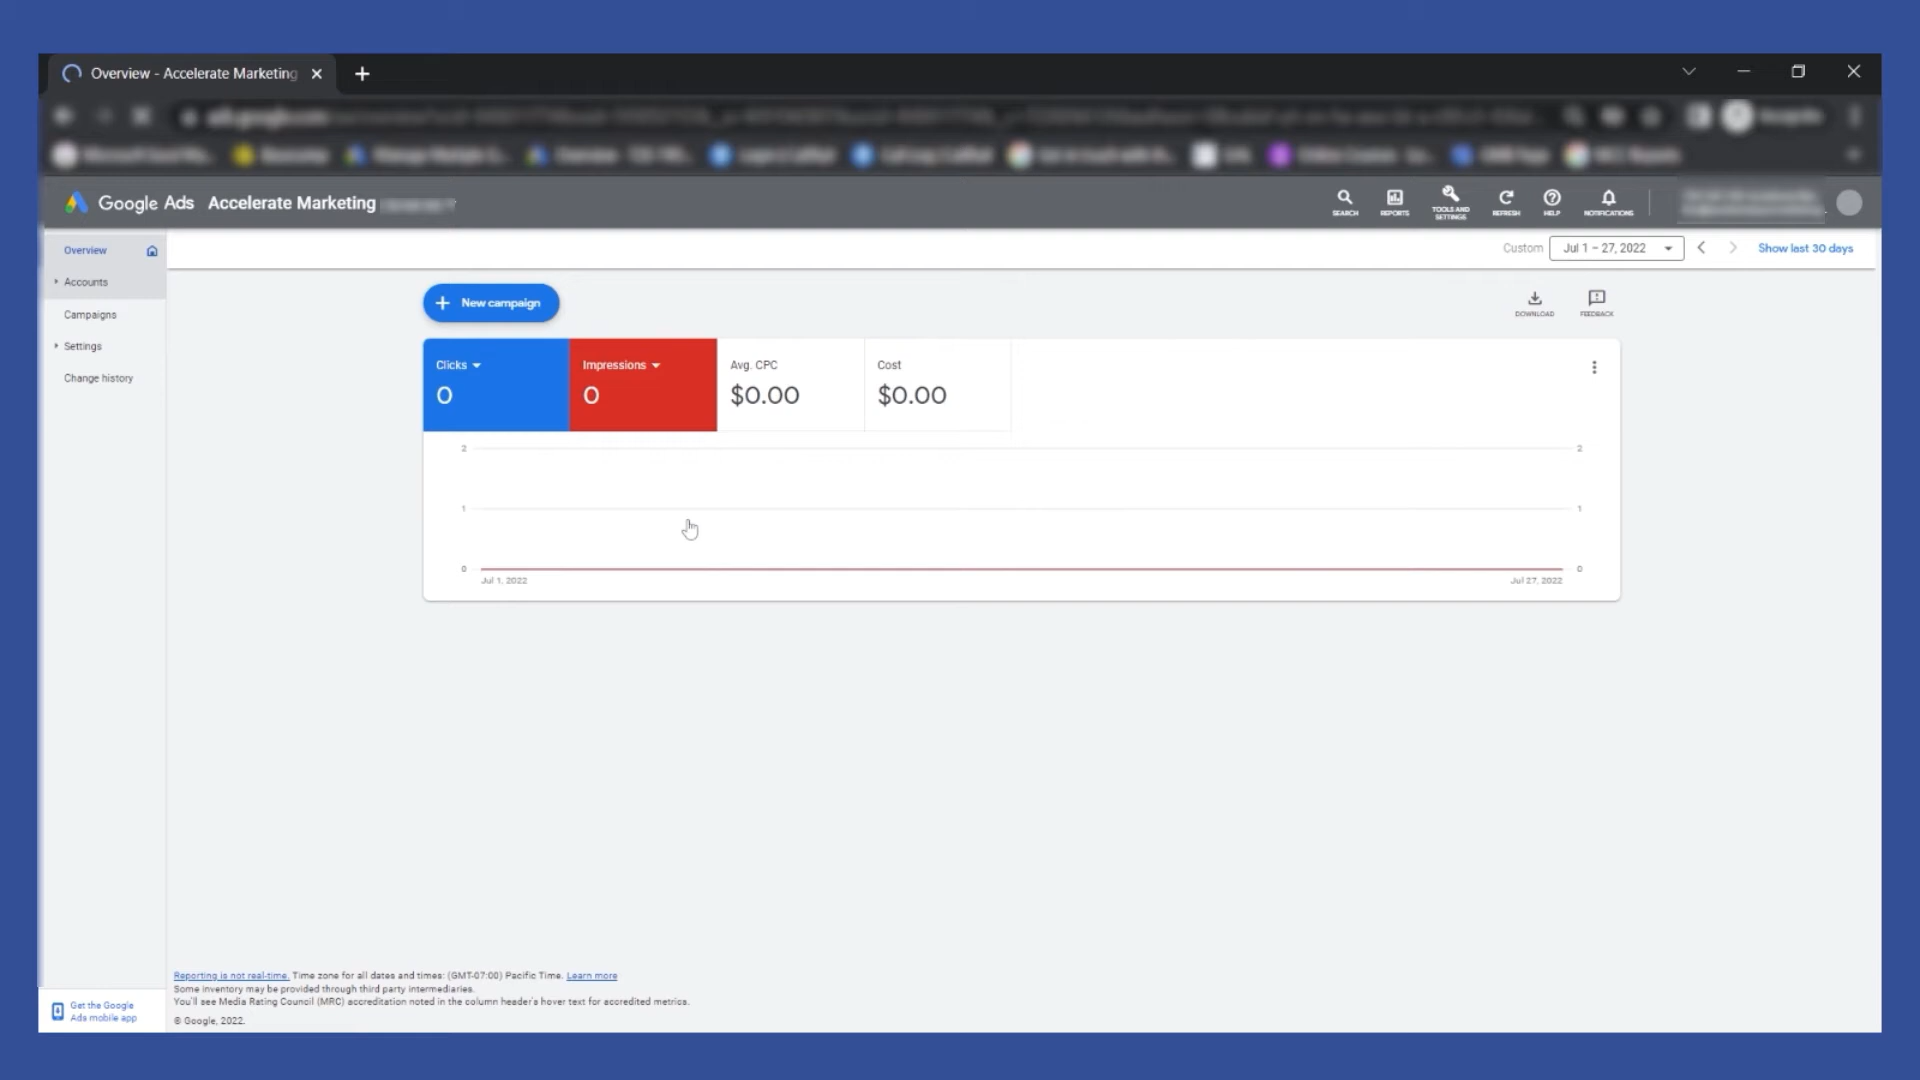 Overview - Accelerate Marketing
Google Ads Accelerate Marketing
SEARCH
REPORTS
TOOLS AND
SETTINGS
REFRESH
HELP
NOTIFICATIONS
Overview
Accounts
Campaigns
Settings
Change history
Custom Jul 1 – 27, 2022 Show last 30 days
New campaign
DOWNLOAD
FEEDBACK
Clicks
0
Impressions
0
Avg. CPC
$0.00
Cost
$0.00
2 2
1 1
0 0
Jul 1, 2022 Jul 27, 2022
Reporting is not real-time. Time zone for all dates and times: (GMT-07:00) Pacific Time. Learn more
Some inventory may be provided through third party intermediaries.
You'll see Media Rating Council (MRC) accreditation noted in the column header's hover text for accredited metrics.
© Google, 2022.
Get the Google
Ads mobile app